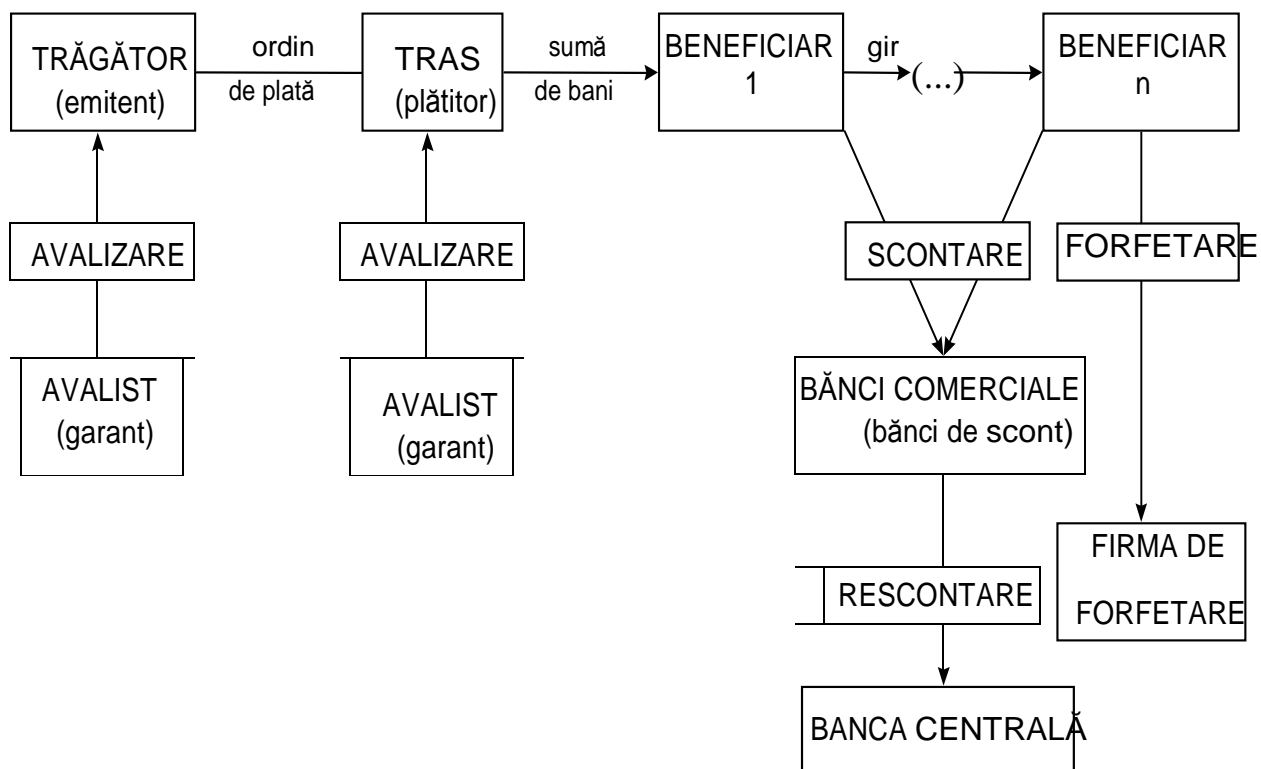 TRĂGĂTOR
(emitent)
ordin
de plată
TRAS
(plătitor)
sumă
de bani
BENEFICIAR
1
gir
(...)
BENEFICIAR
n
AVALIZARE
AVALIZARE
SCONTARE
FORFETARE
AVALIST
(garant)
AVALIST
(garant)
BĂNCI COMERCIALE
(bănci de scont)
FIRMA DE
FORFETARE
RESCONTARE
BANCA CENTRALĂ